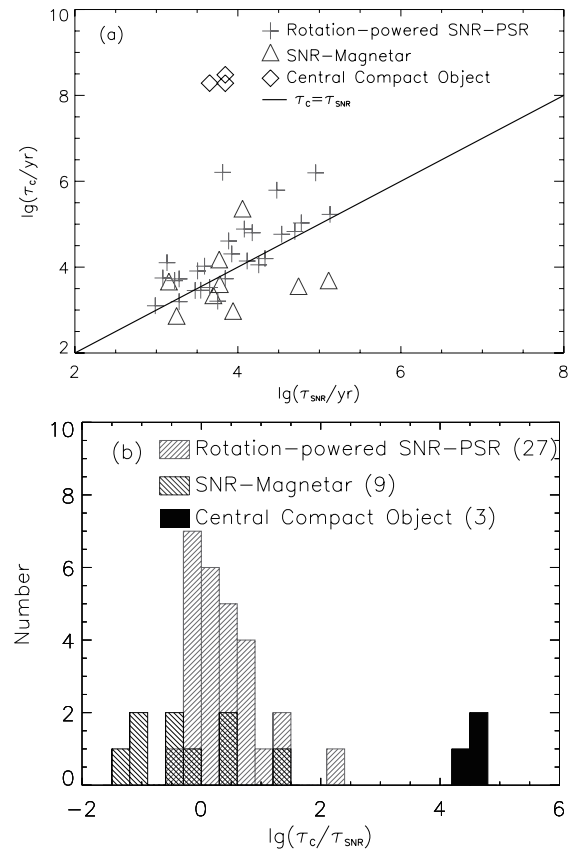 (a)
Rotation-powered SNR-PSR
SNR-Magnetar
Central Compact Object
τC=τSNR
lg(τC/yr)
10
8
6
4
2
2
4
6
8
lg(τSNR/yr)
(b)
Rotation-powered SNR-PSR (27)
SNR-Magnetar (9)
Central Compact Object (3)
Number
10
8
6
4
2
0
-2
0
2
4
6
lg(τC/τSNR)